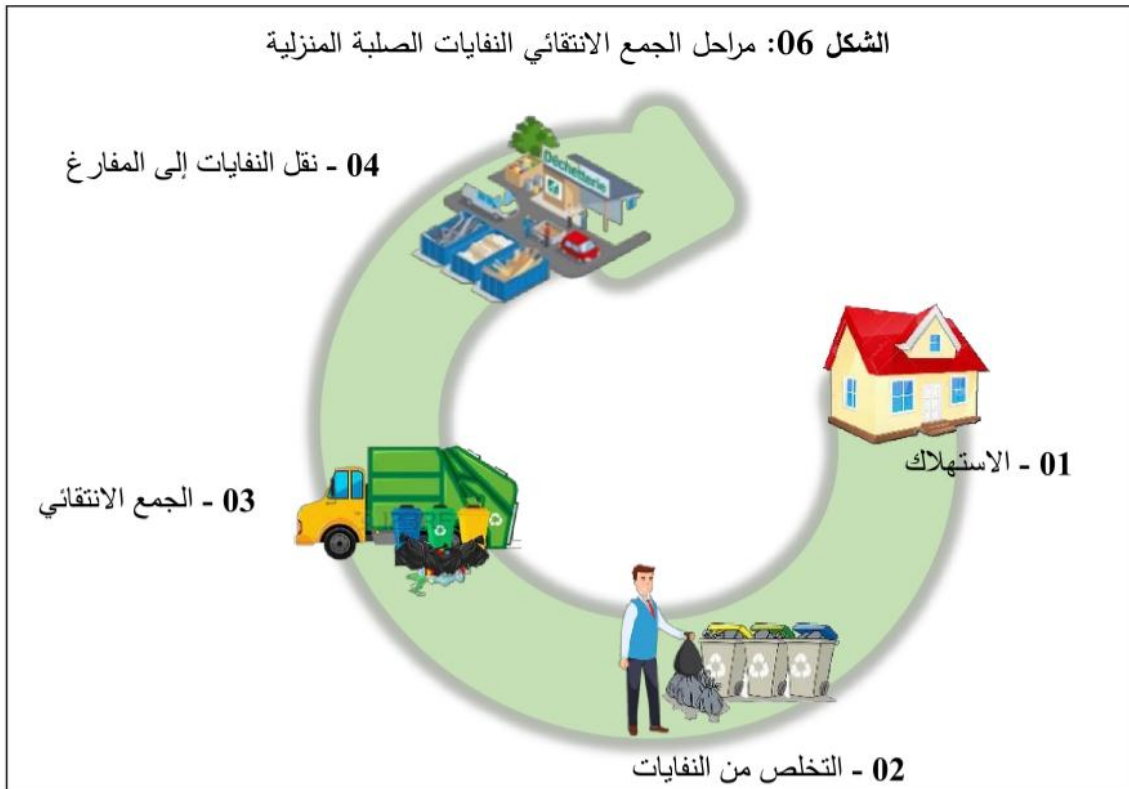 الشكل 06: مراحل الجمع الانتقائي النفايات الصلبة المنزلية
04 - نقل النفايات إلى المفارغ
Déchetterie
01 - الاستهلاك
03 - الجمع الانتقائي
02 - التخلص من النفايات